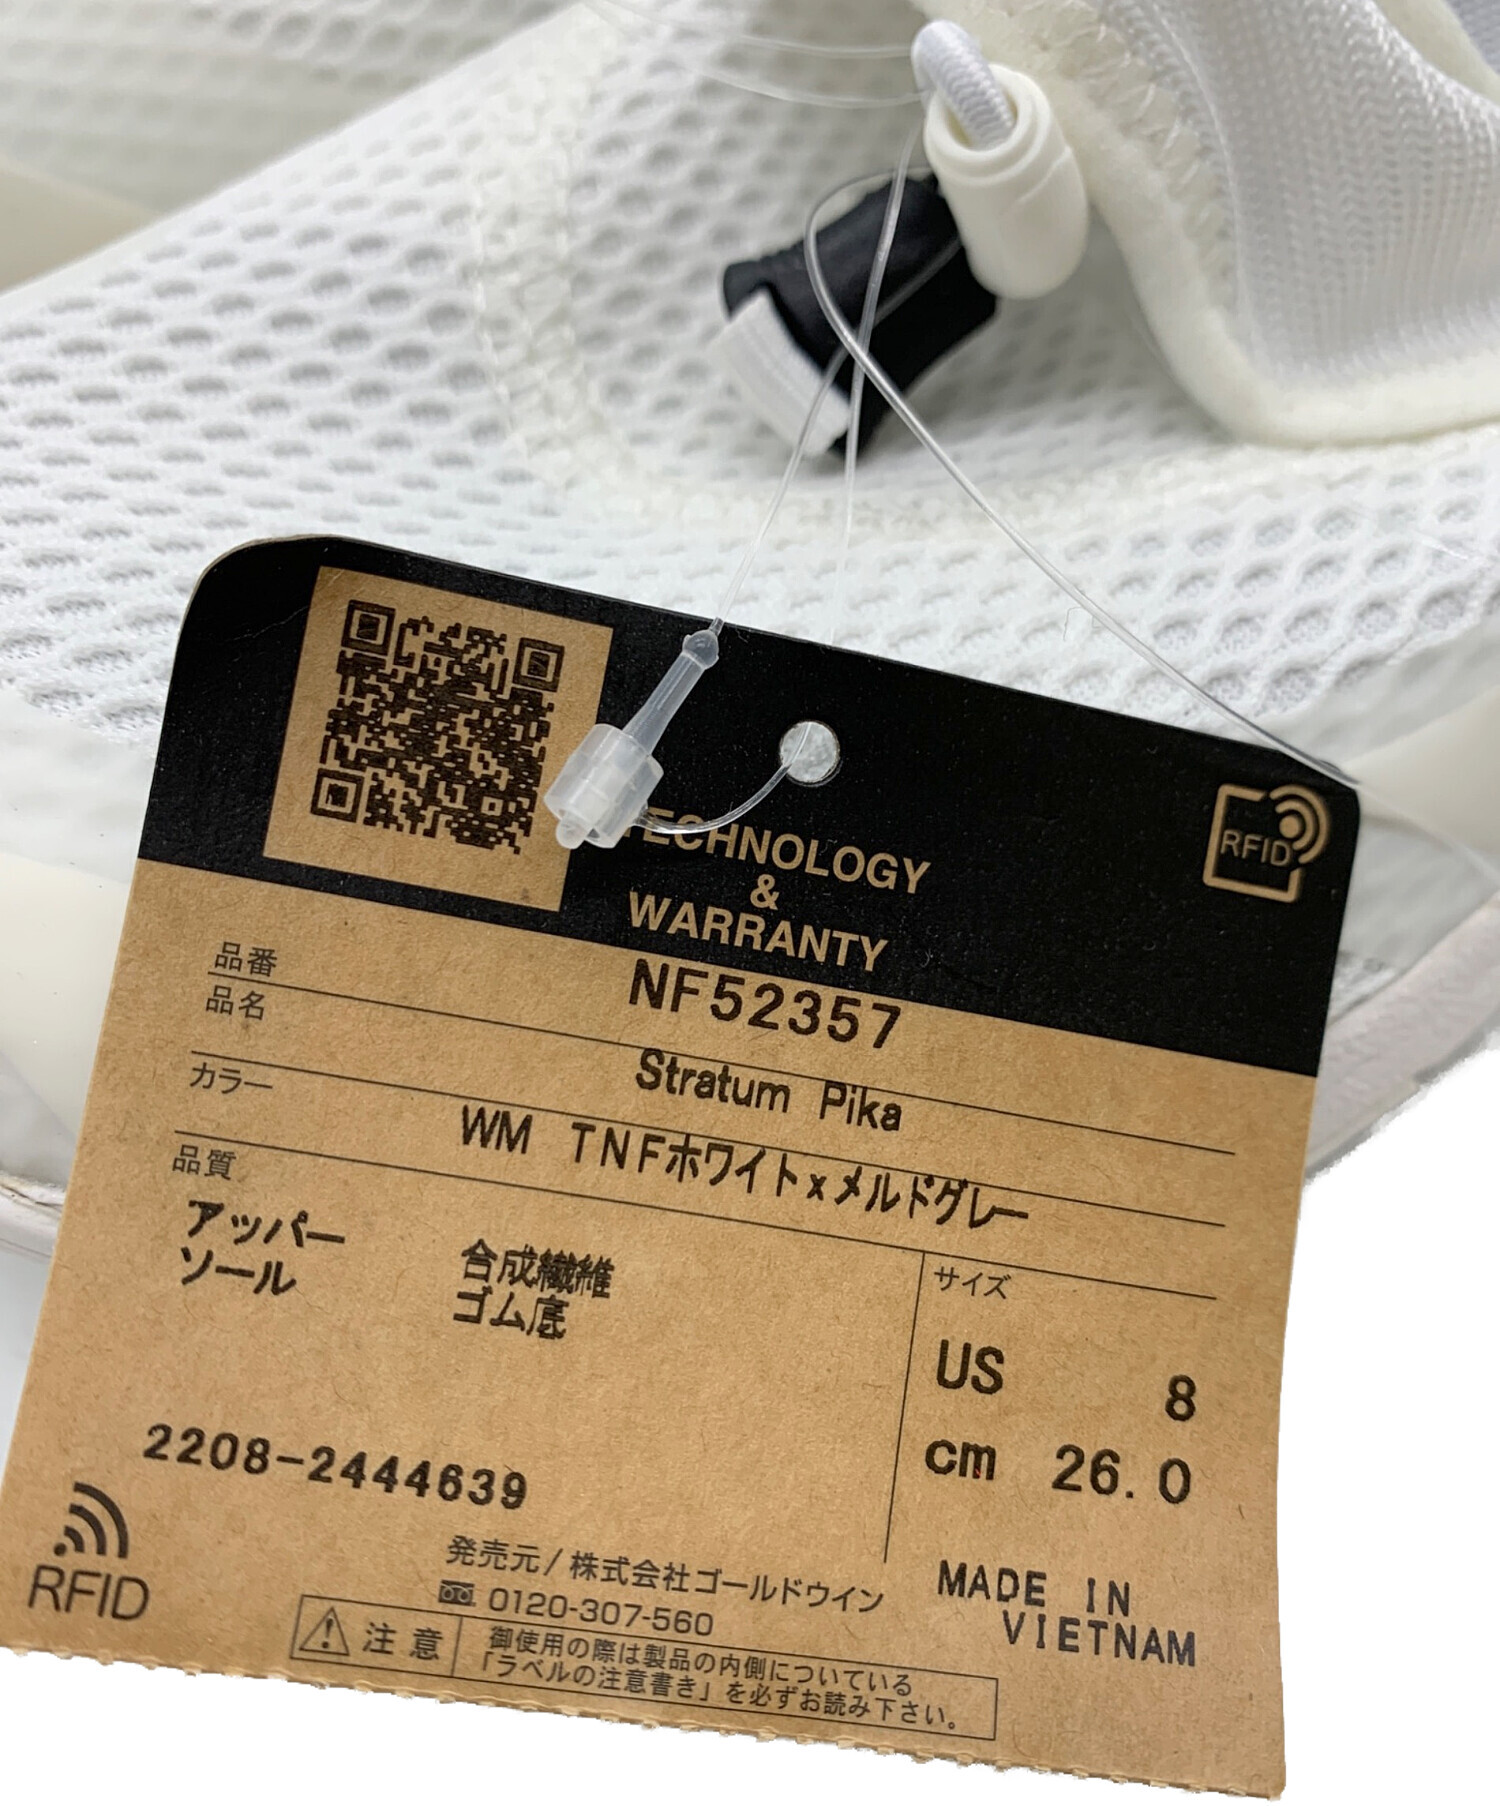 TECHNOLOGY
&
WARRANTY
RFID
品番 NF52357
品名 Stratum Pika
カラー WM TNFホワイト×メルドグレー
品質
アッパー 合成繊維
ソール ゴム底
サイズ
US 8
cm 26.0
2208-2444639
RFID
発売元/株式会社ゴールドウイン
0120-307-560
MADE IN
VIETNAM
注意
御使用の際は製品の内側についている
「ラベルの注意書き」を必ずお読み下さい。